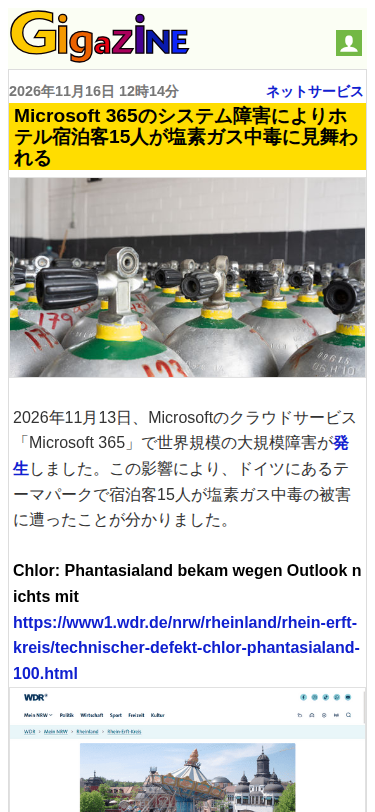 GigaZiNE
2026年11月16日 12時14分
ネットサービス
Microsoft 365のシステム障害によりホ
テル宿泊客15人が塩素ガス中毒に見舞わ
れる
179
123
2026年11月13日、Microsoftのクラウドサービス
「Microsoft 365」で世界規模の大規模障害が発
生しました。この影響により、ドイツにあるテ
ーマパークで宿泊客15人が塩素ガス中毒の被害
に遭ったことが分かりました。
Chlor: Phantasialand bekam wegen Outlook n
ichts mit
https://www1.wdr.de/nrw/rheinland/rhein-erft-
kreis/technischer-defekt-chlor-phantasialand-
100.html
WDR
Mein NRW Politik Wirtschaft Sport Freizeit Kultur
WDR > Mein NRW > Rheinland > Rhein-Erft-Kreis